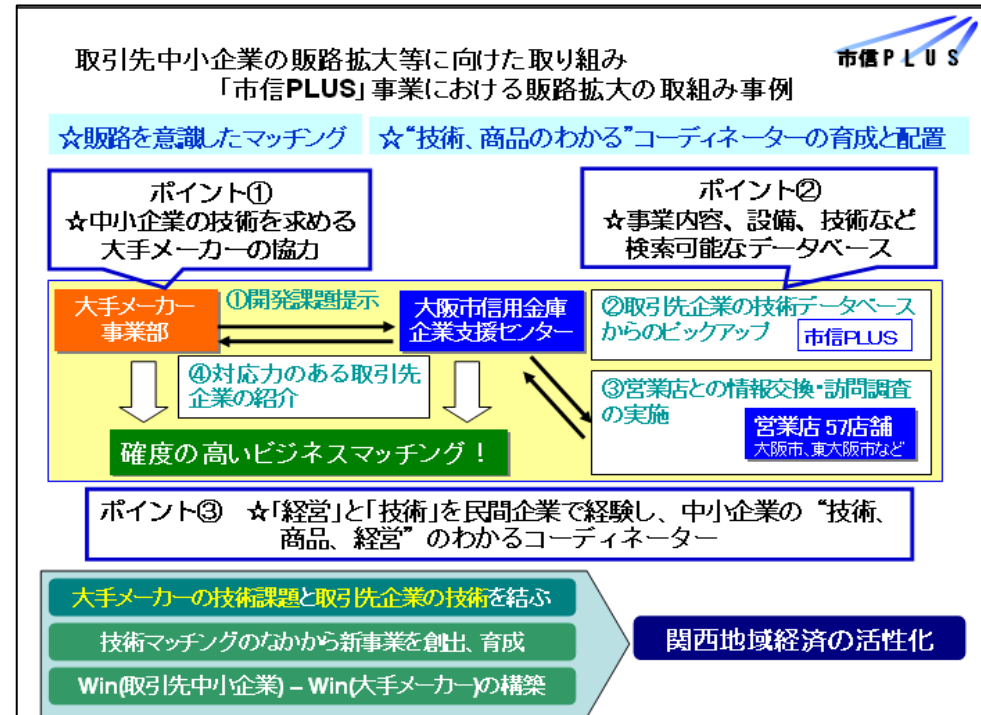 取引先中小企業の販路拡大等に向けた取り組み
市信PLUS
「市信PLUS」事業における販路拡大の取組み事例
☆販路を意識したマッチング
☆“技術、商品のわかる”コーディネーターの育成と配置
ポイント①
☆中小企業の技術を求める
大手メーカーの協力
ポイント②
☆事業内容、設備、技術など
検索可能なデータベース
大手メーカー
事業部
①開発課題提示
大阪市信用金庫
企業支援センター
②取引先企業の技術データベース
からのピックアップ
市信PLUS
④対応力のある取引先
企業の紹介
③営業店との情報交換・訪問調査
の実施
営業店 57店舗
大阪市、東大阪市など
確度の高いビジネスマッチング！
ポイント③ ☆「経営」と「技術」を民間企業で経験し、中小企業の“技術、
商品、経営”のわかるコーディネーター
大手メーカーの技術課題と取引先企業の技術を結ぶ
技術マッチングのなかから新事業を創出、育成
Win(取引先中小企業) – Win(大手メーカー)の構築
関西地域経済の活性化